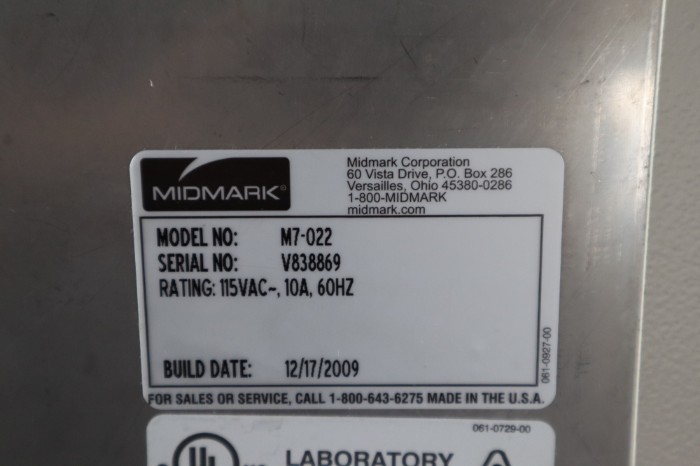 MIDMARK®
Midmark Corporation
60 Vista Drive, P.O. Box 286
Versailles, Ohio 45380-0286
1-800-MIDMARK
midmark.com
MODEL NO: M7-022
SERIAL NO: V838869
RATING: 115VAC~, 10A, 60HZ
BUILD DATE: 12/17/2009
061-0927-00
FOR SALES OR SERVICE, CALL 1-800-643-6275 MADE IN THE U.S.A.
061-0729-00
UL
LABORATORY